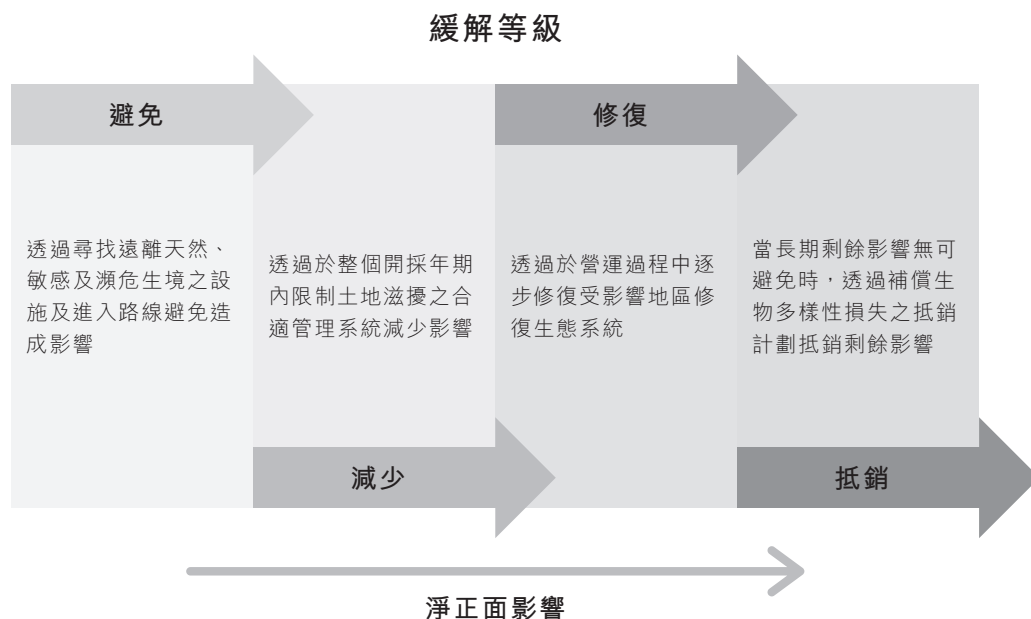 緩解等級
避免
透過尋找遠離天然、
敏感及瀕危生境之設
施及進入路線避免造
成影響
透過於整個開採年期
內限制土地滋擾之合
適管理系統減少影響
減少
修復
透過於營運過程中逐
步修復受影響地區修
復生態系統
當長期剩餘影響無可
避免時，透過補償生
物多樣性損失之抵銷
計劃抵銷剩餘影響
抵銷
淨正面影響